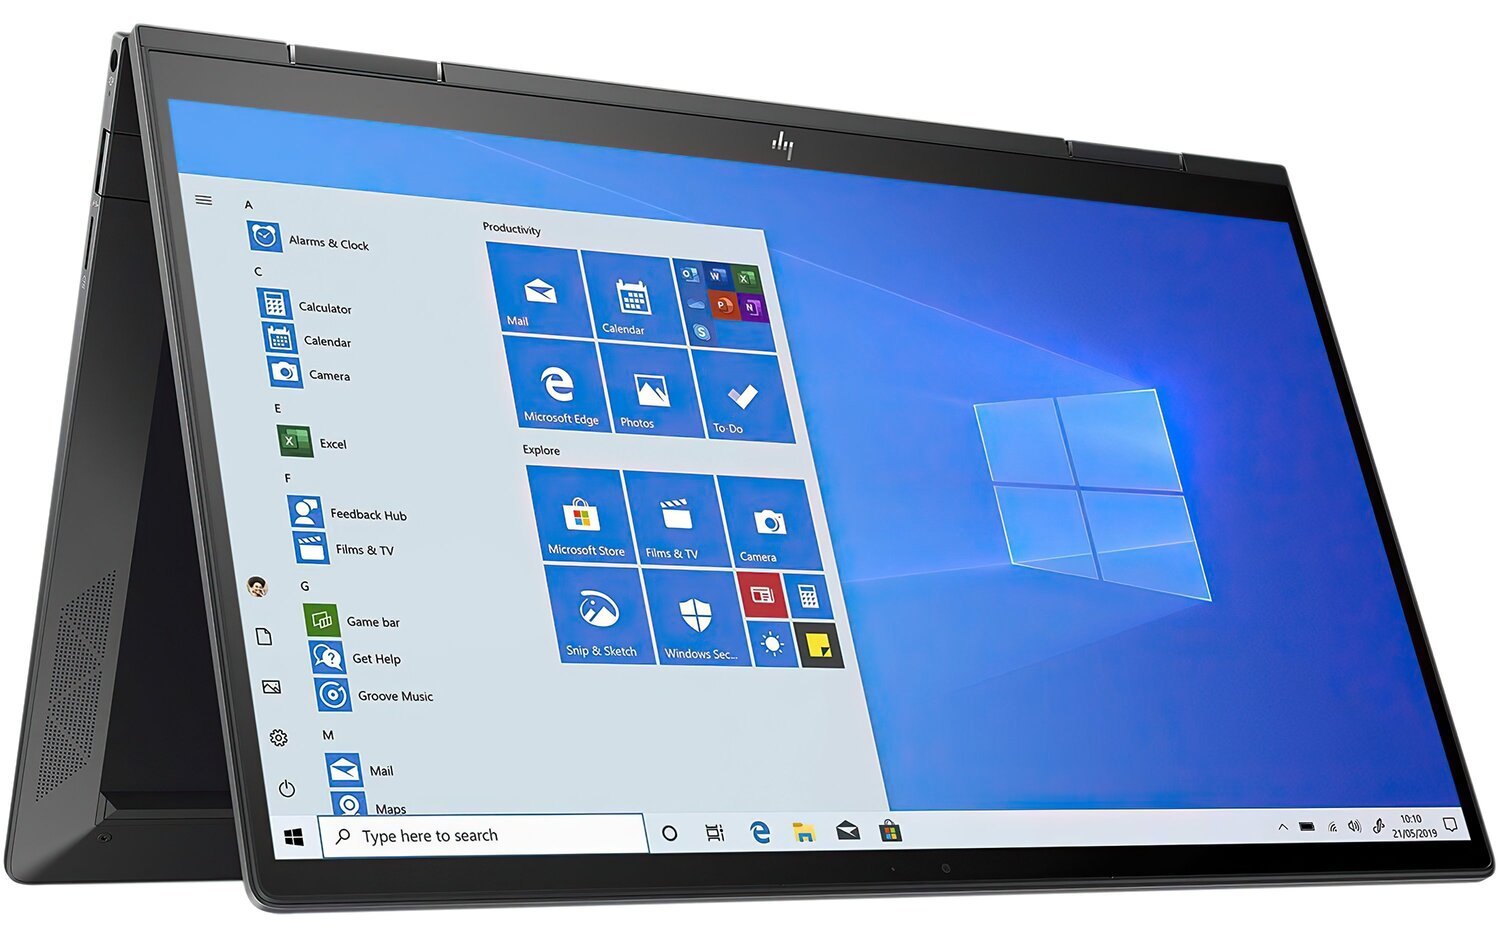 hp
A
Alarms & Clock
C
Calculator
Calendar
Camera
E
Excel
F
Feedback Hub
Films & TV
G
Game bar
Get Help
Groove Music
M
Mail
Maps
Productivity
Mail
Calendar
Microsoft Edge
Photos
To-Do
Explore
Microsoft Store
Films & TV
Camera
Snip & Sketch
Windows Sec...
Type here to search
10:10
21/05/2019